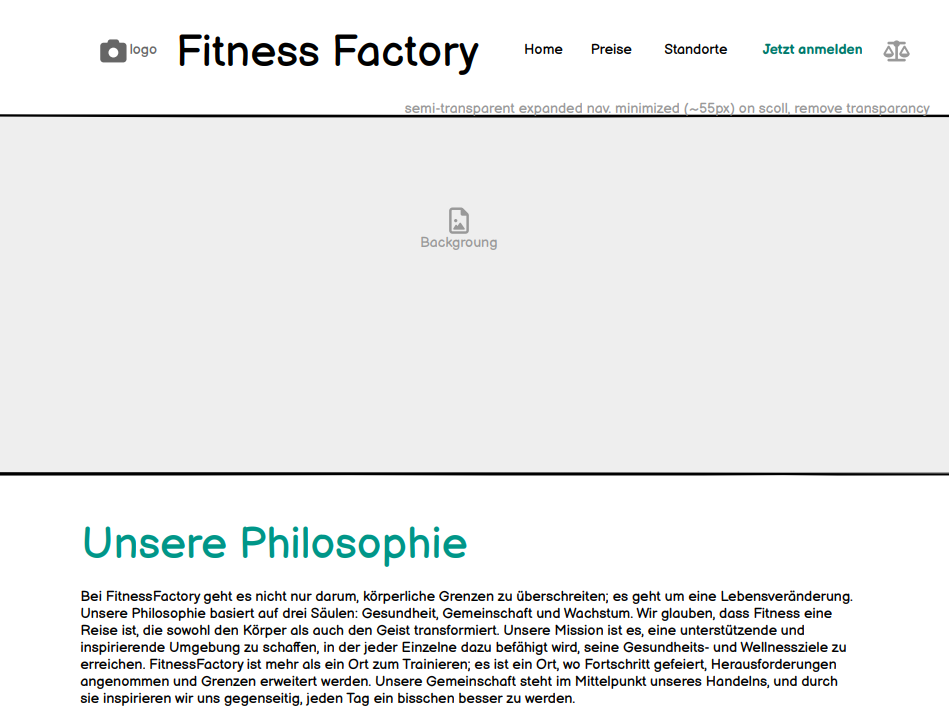 logo Fitness Factory Home Preise Standorte Jetzt anmelden
semi-transparent expanded nav. minimized (~55px) on scoll, remove transparancy
Backgroung
Unsere Philosophie
Bei FitnessFactory geht es nicht nur darum, körperliche Grenzen zu überschreiten; es geht um eine Lebensveränderung.
Unsere Philosophie basiert auf drei Säulen: Gesundheit, Gemeinschaft und Wachstum. Wir glauben, dass Fitness eine
Reise ist, die sowohl den Körper als auch den Geist transformiert. Unsere Mission ist es, eine unterstützende und
inspirierende Umgebung zu schaffen, in der jeder Einzelne dazu befähigt wird, seine Gesundheits- und Wellnessziele zu
erreichen. FitnessFactory ist mehr als ein Ort zum Trainieren; es ist ein Ort, wo Fortschritt gefeiert, Herausforderungen
angenommen und Grenzen erweitert werden. Unsere Gemeinschaft steht im Mittelpunkt unseres Handelns, und durch
sie inspirieren wir uns gegenseitig, jeden Tag ein bisschen besser zu werden.